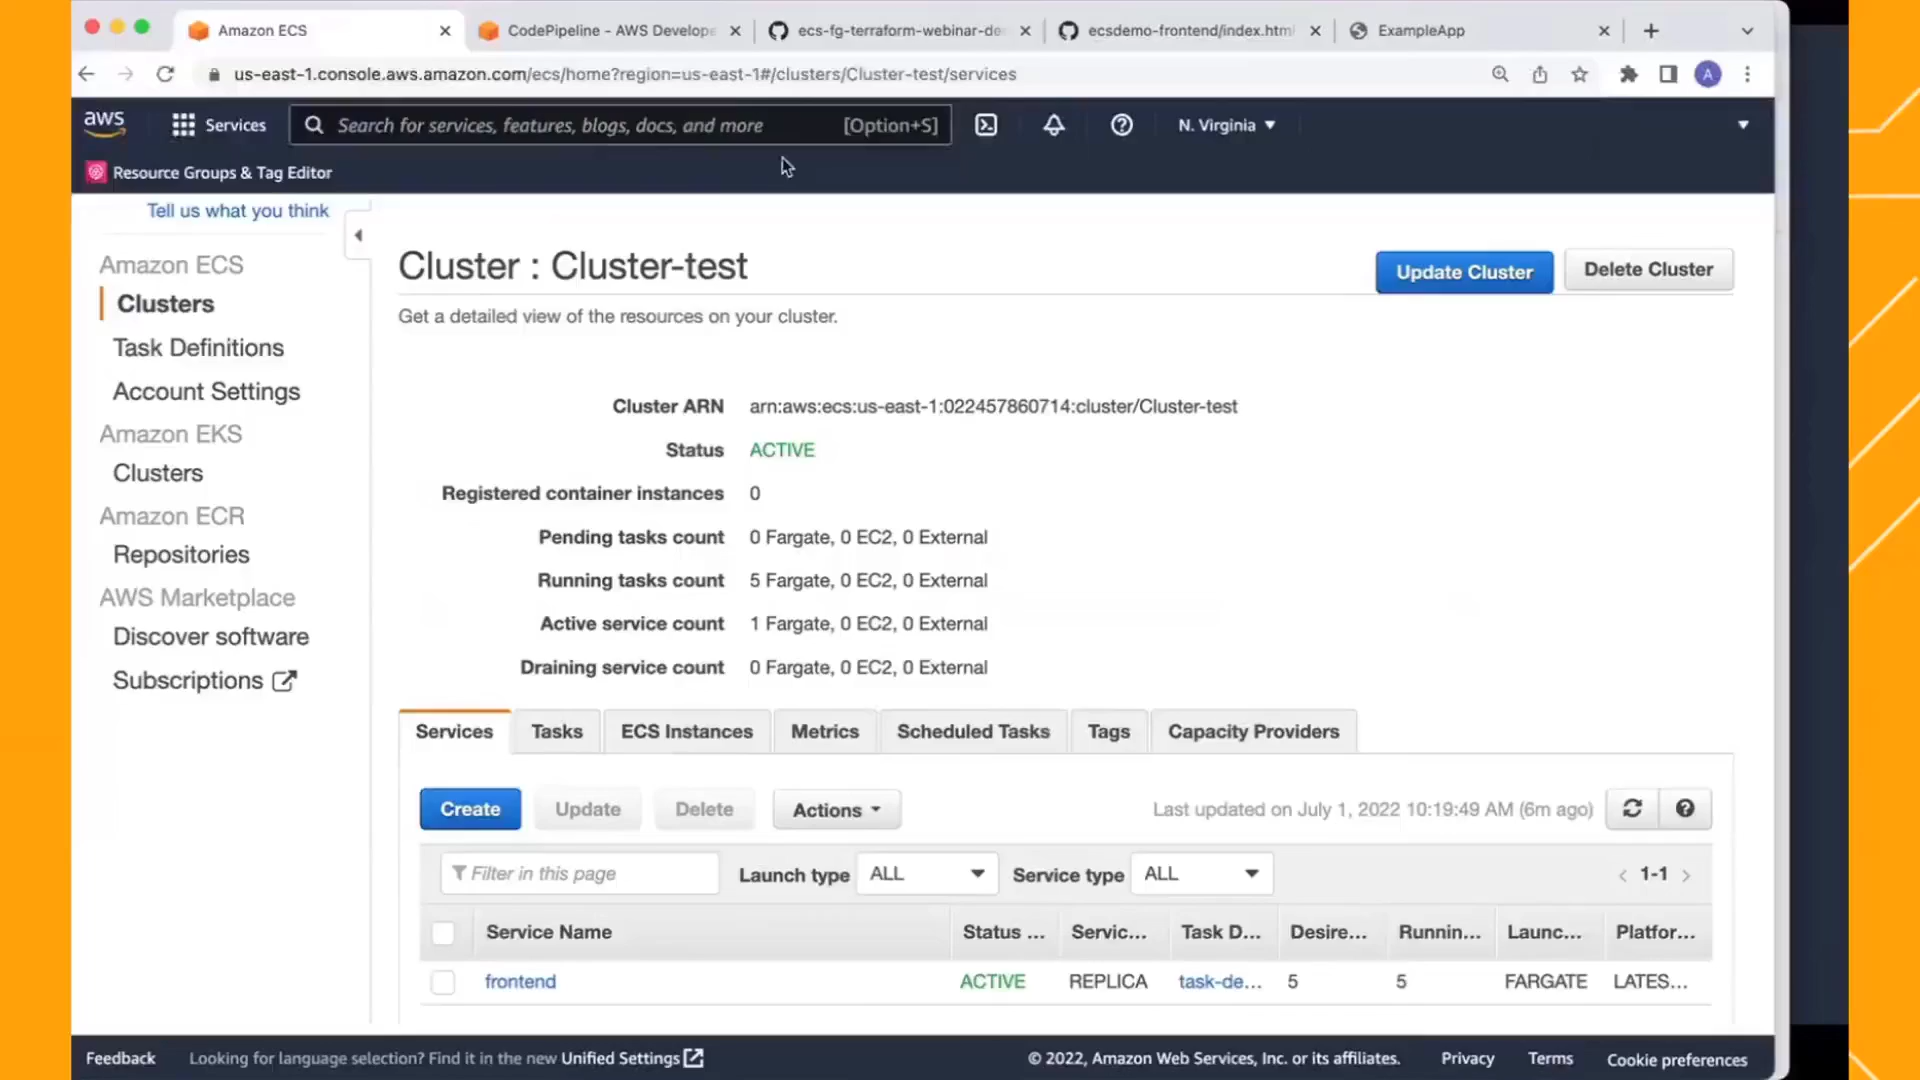 Amazon ECS
CodePipeline - AWS Develope
ecs-fg-terraform-webinar-de
ecsdemo-frontend/index.html
ExampleApp
us-east-1.console.aws.amazon.com/ecs/home?region=us-east-1#/clusters/Cluster-test/services
A
aws
Services
Search for services, features, blogs, docs, and more
[Option+S]
N. Virginia
Resource Groups & Tag Editor
Tell us what you think
Amazon ECS
Clusters
Task Definitions
Account Settings
Amazon EKS
Clusters
Amazon ECR
Repositories
AWS Marketplace
Discover software
Subscriptions
Cluster : Cluster-test
Update Cluster
Delete Cluster
Get a detailed view of the resources on your cluster.
Cluster ARN arn:aws:ecs:us-east-1:022457860714:cluster/Cluster-test
Status ACTIVE
Registered container instances 0
Pending tasks count 0 Fargate, 0 EC2, 0 External
Running tasks count 5 Fargate, 0 EC2, 0 External
Active service count 1 Fargate, 0 EC2, 0 External
Draining service count 0 Fargate, 0 EC2, 0 External
Services Tasks ECS Instances Metrics Scheduled Tasks Tags Capacity Providers
Create Update Delete Actions Last updated on July 1, 2022 10:19:49 AM (6m ago)
Filter in this page Launch type ALL Service type ALL < 1-1 >
Service Name Status ... Servic... Task D... Desire... Runnin... Launc... Platfor...
frontend ACTIVE REPLICA task-de... 5 5 FARGATE LATES...
Feedback Looking for language selection? Find it in the new Unified Settings © 2022, Amazon Web Services, Inc. or its affiliates. Privacy Terms Cookie preferences